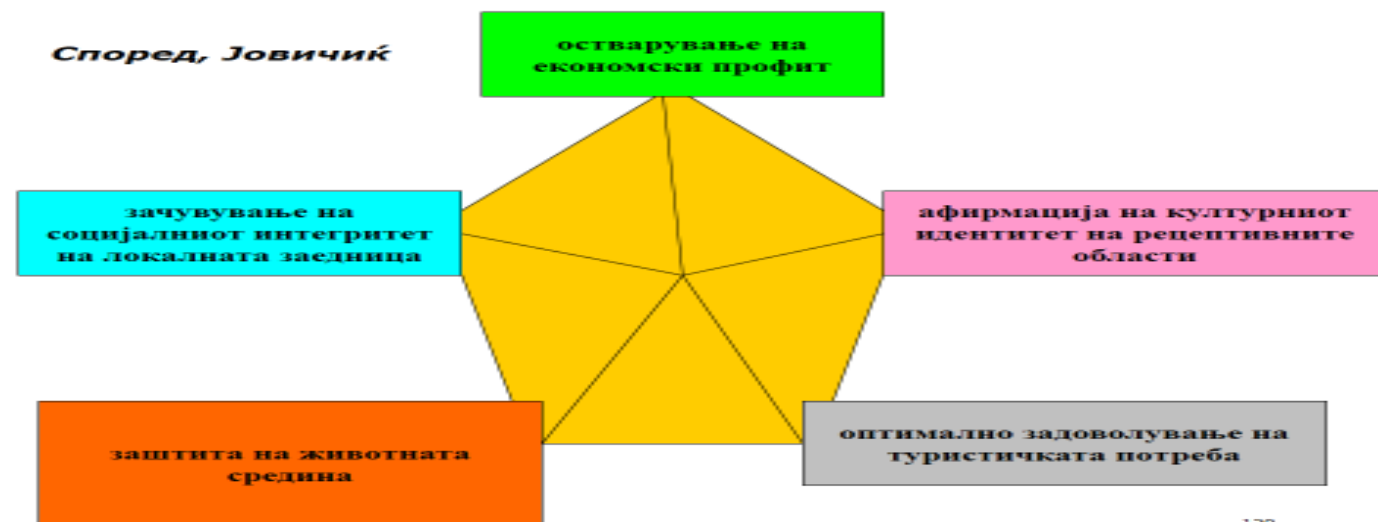 Според, Јовичиќ
остварување на
економски профит
зачувување на
социјалниот интегритет
на локалната заедница
афирмација на културниот
идентитет на рецептивните
области
заштита на животната
средина
оптимално задоволување на
туристичката потреба